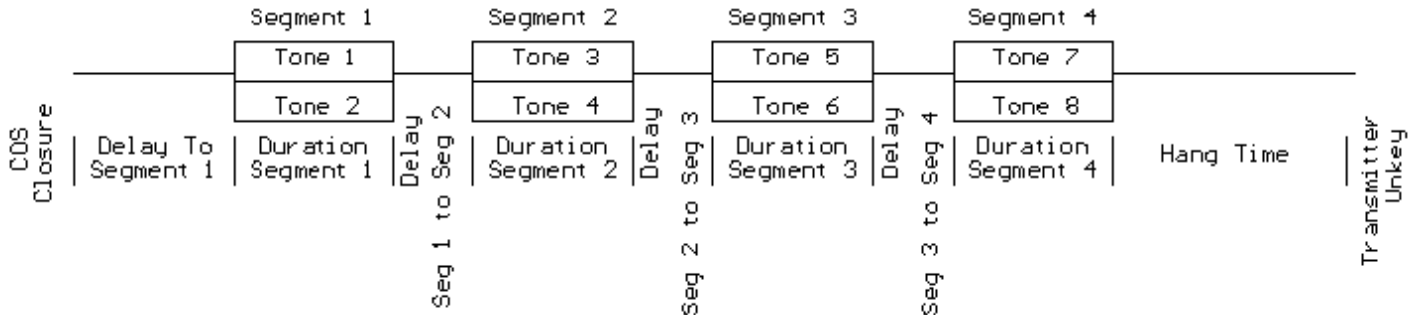 Segment 1
Segment 2
Segment 3
Segment 4
Tone 1
Tone 3
Tone 5
Tone 7
Tone 2
Tone 4
Tone 6
Tone 8
COS
Closure
Delay To
Segment 1
Duration
Segment 1
Delay
Seg 1 to Seg 2
Duration
Segment 2
Delay
Seg 2 to Seg 3
Duration
Segment 3
Delay
Seg 3 to Seg 4
Duration
Segment 4
Hang Time
Transmitter
Unkey